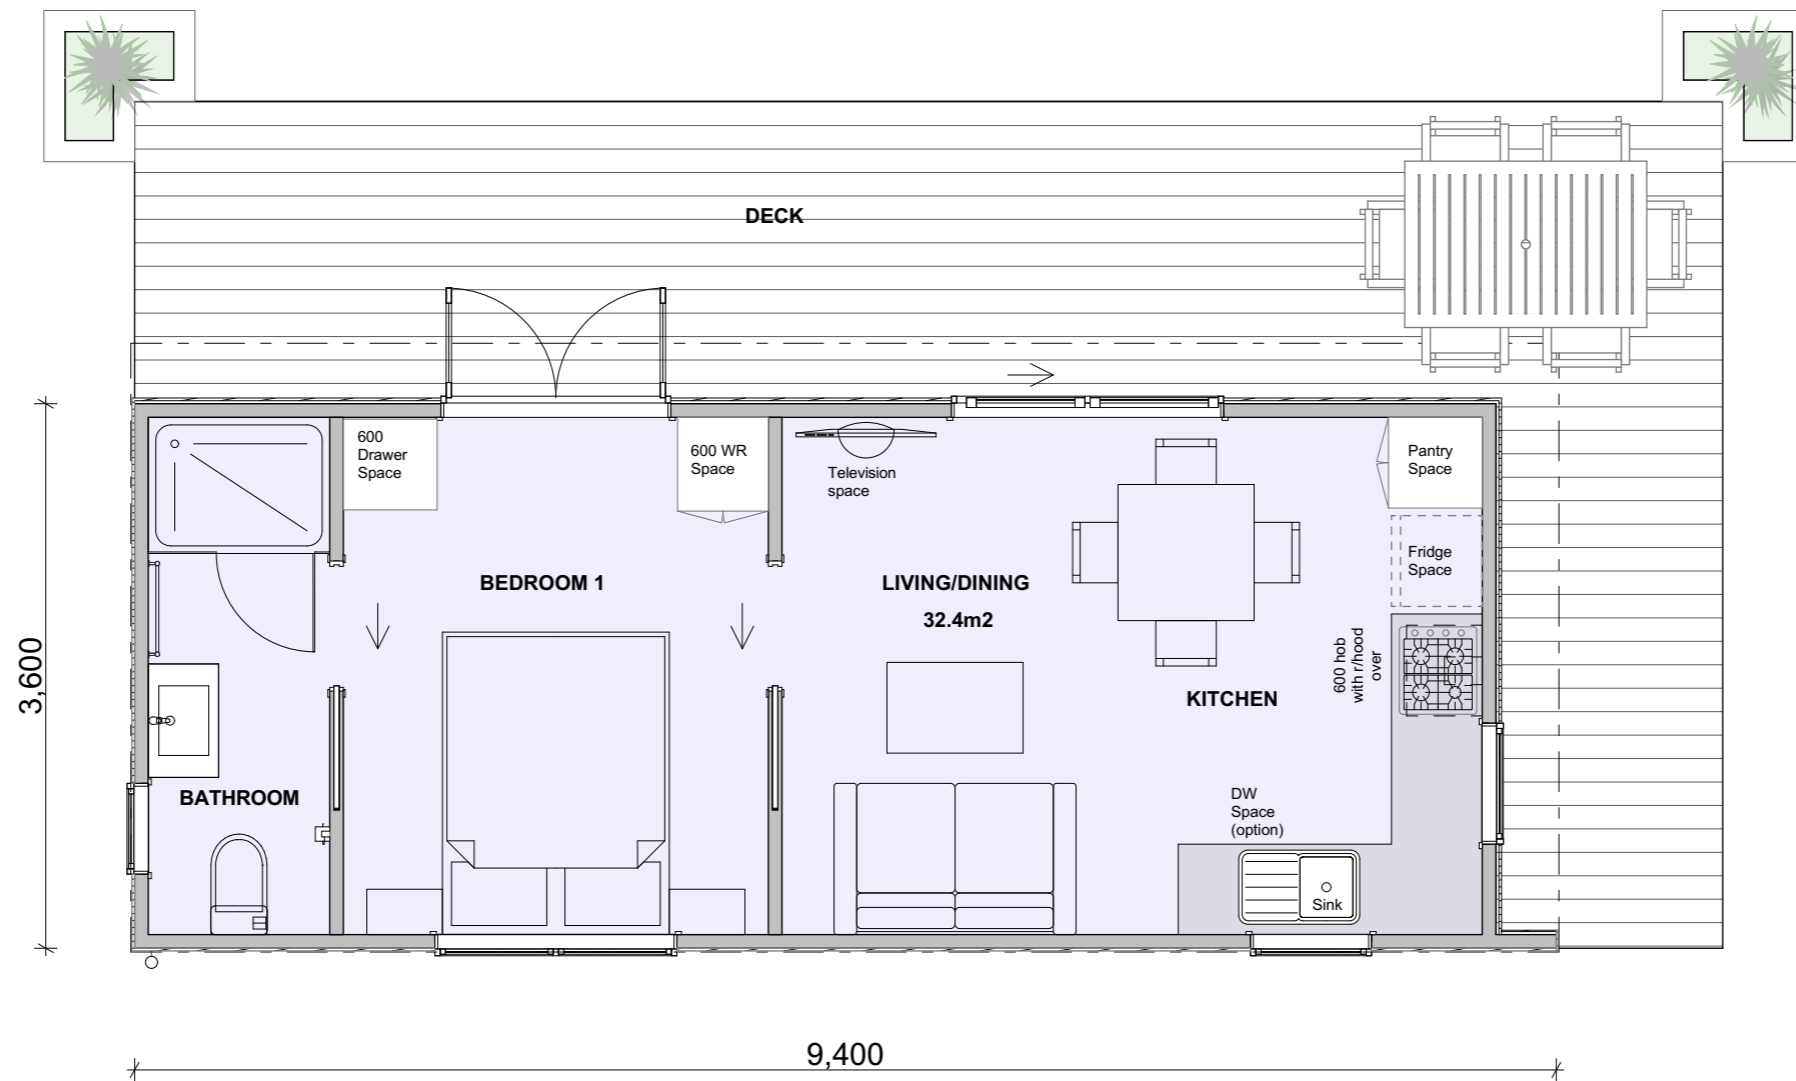 DECK
600
Drawer
Space
600 WR
Space
Television
space
Pantry
Space
Fridge
Space
BEDROOM 1
LIVING/DINING
32.4m2
600 hob
with r/hood
over
KITCHEN
3,600
BATHROOM
DW
Space
(option)
Sink
9,400